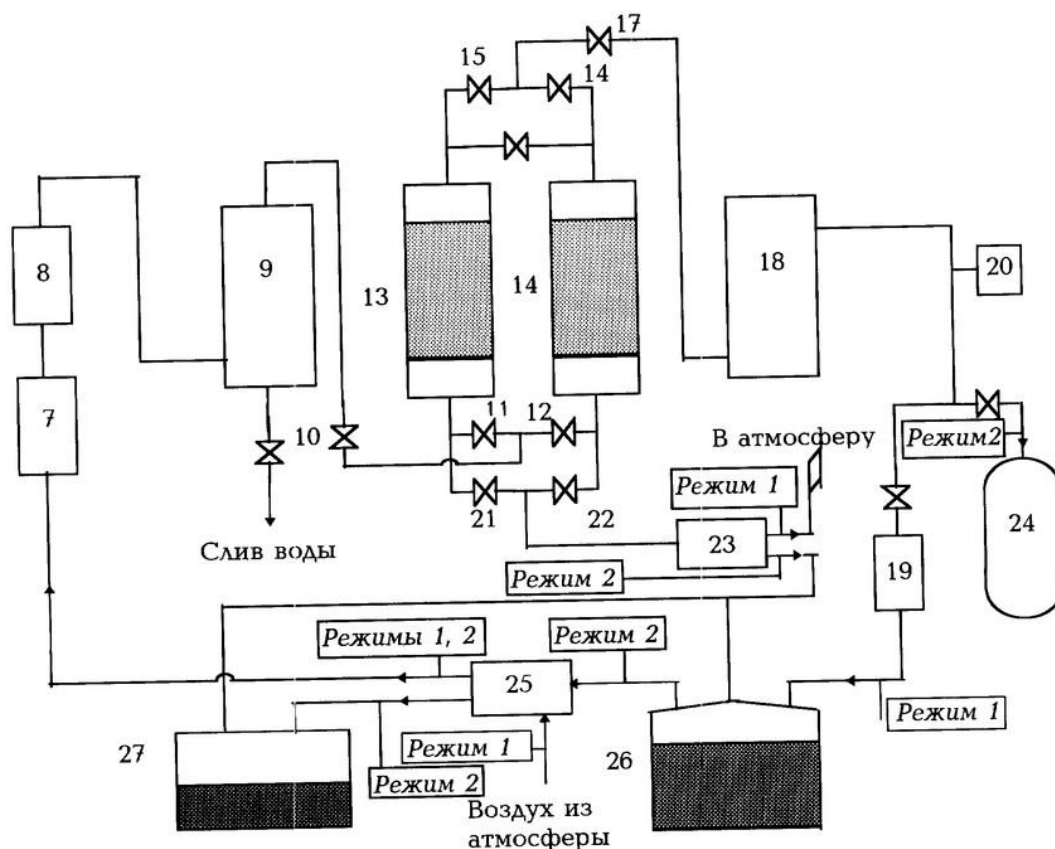 17
15
14
8
9
13
14
18
20
7
11
12
10
В атмосферу
Режим 2
Режим 1
21
22
23
24
Слив воды
19
Режим 2
Режимы 1, 2
Режим 2
25
Режим 1
27
Режим 1
26
Режим 2
Воздух из
атмосферы